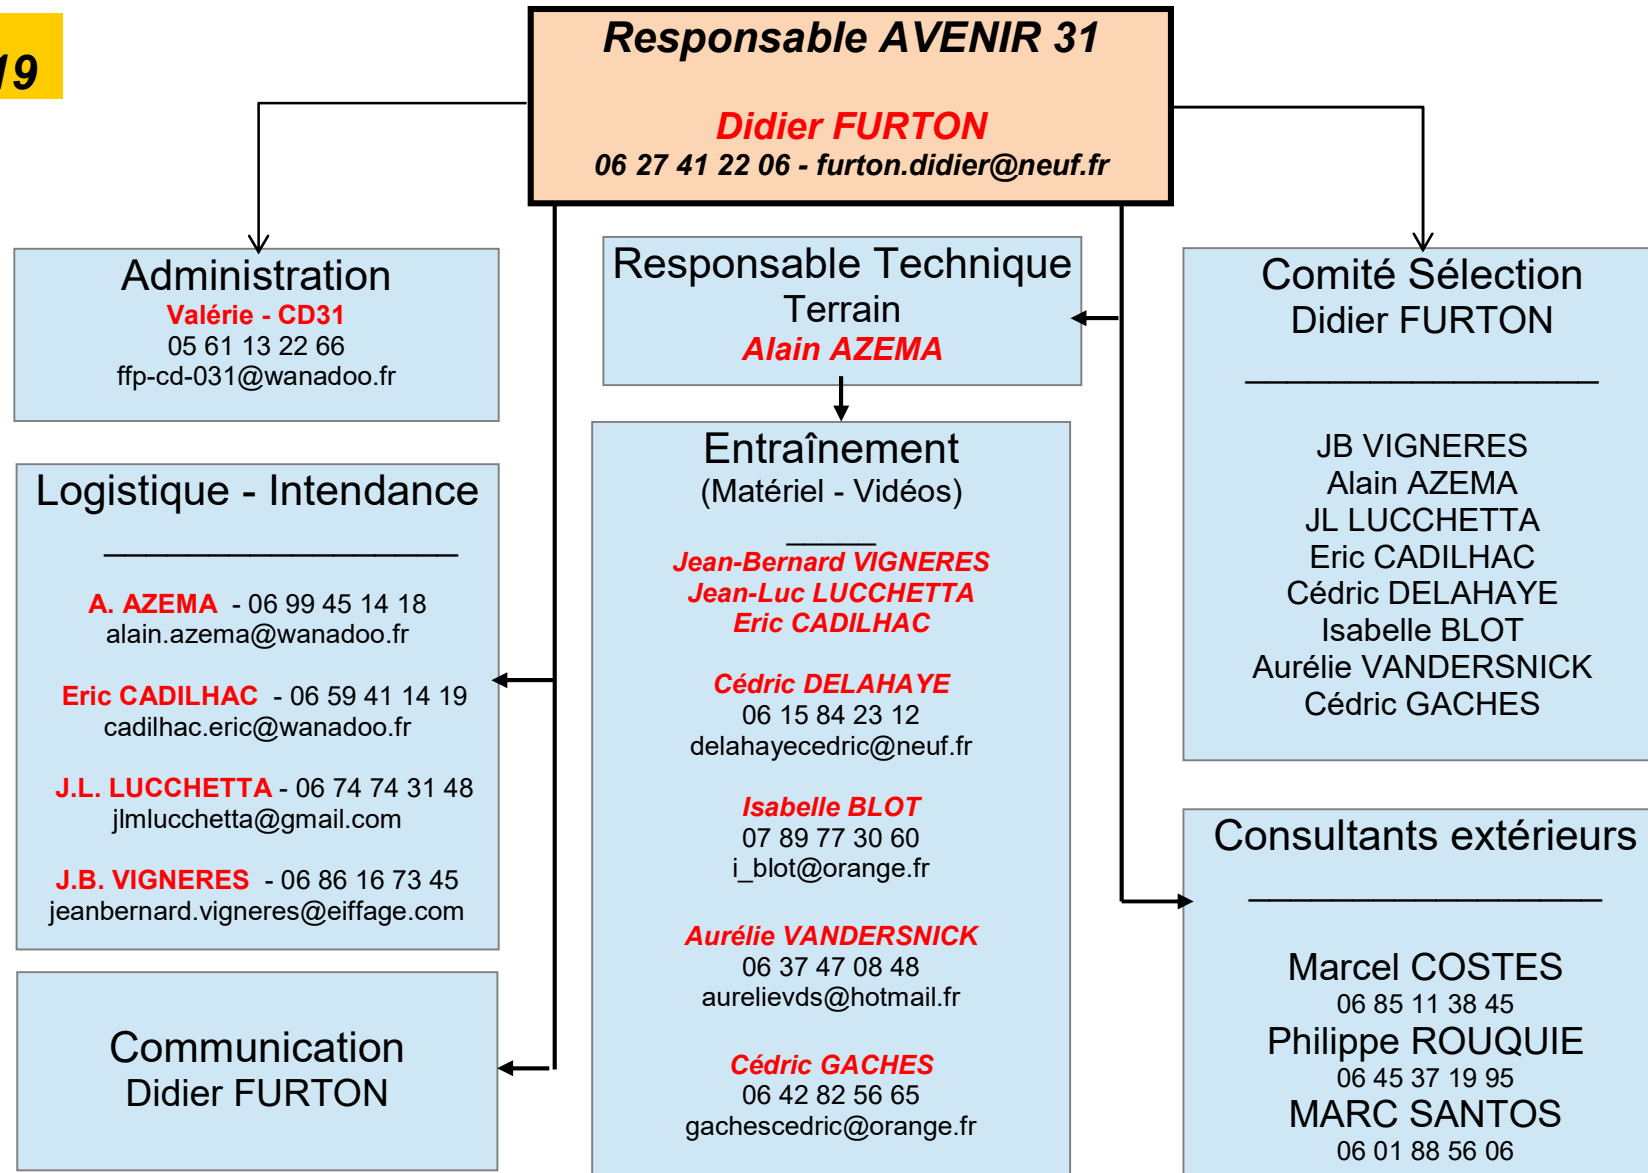 19
Responsable AVENIR 31
Didier FURTON
06 27 41 22 06 - furton.didier@neuf.fr
Administration
Valérie - CD31
05 61 13 22 66
ffp-cd-031@wanadoo.fr
Logistique - Intendance
A. AZEMA - 06 99 45 14 18
alain.azema@wanadoo.fr
Eric CADILHAC - 06 59 41 14 19
cadilhac.eric@wanadoo.fr
J.L. LUCCHETTA - 06 74 74 31 48
jlmlucchetta@gmail.com
J.B. VIGNERES - 06 86 16 73 45
jeanbernard.vigneres@eiffage.com
Communication
Didier FURTON
Responsable Technique
Terrain
Alain AZEMA
Entraînement
(Matériel - Vidéos)
Jean-Bernard VIGNERES
Jean-Luc LUCCHETTA
Eric CADILHAC
Cédric DELAHAYE
06 15 84 23 12
delahayecedric@neuf.fr
Isabelle BLOT
07 89 77 30 60
i_blot@orange.fr
Aurélie VANDERSNICK
06 37 47 08 48
aurelievds@hotmail.fr
Cédric GACHES
06 42 82 56 65
gachescedric@orange.fr
Comité Sélection
Didier FURTON
JB VIGNERES
Alain AZEMA
JL LUCCHETTA
Eric CADILHAC
Cédric DELAHAYE
Isabelle BLOT
Aurélie VANDERSNICK
Cédric GACHES
Consultants extérieurs
Marcel COSTES
06 85 11 38 45
Philippe ROUQUIE
06 45 37 19 95
MARC SANTOS
06 01 88 56 06